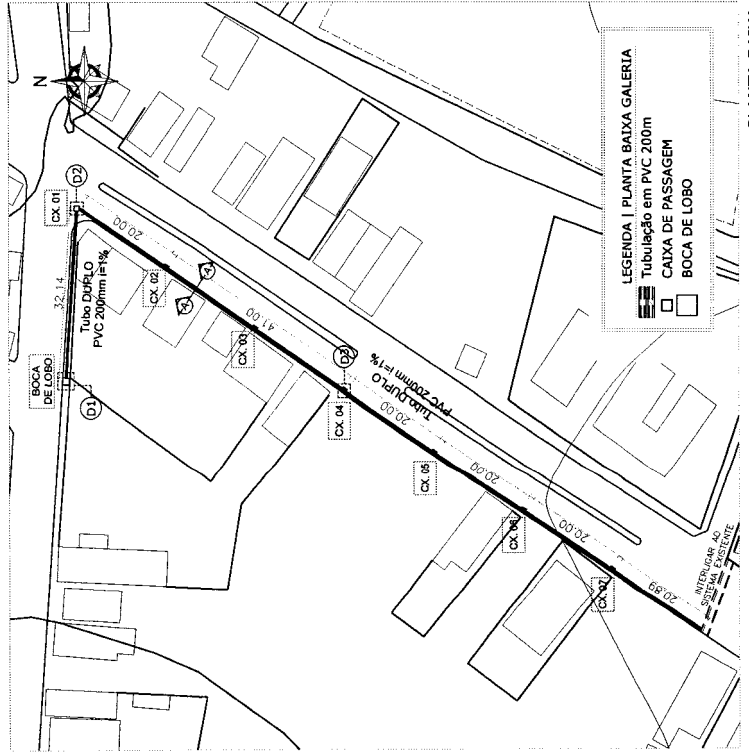 N
D2
CX. 01
20.00
32.14
Tubo DUPLO
PVC 200mm i=1%
BOCA
DE LOBO
D1
CX. 02
A
A
CX. 03
41.00
D3
CX. 04
Tubo DUPLO
PVC 200mm i=1%
20.00
CX. 05
20.00
CX. 06
20.00
CX. 07
20.89
INTERLIGAR AO
SISTEMA EXISTENTE
LEGENDA | PLANTA BAIXA GALERIA
Tubulação em PVC 200m
CAIXA DE PASSAGEM
BOCA DE LOBO